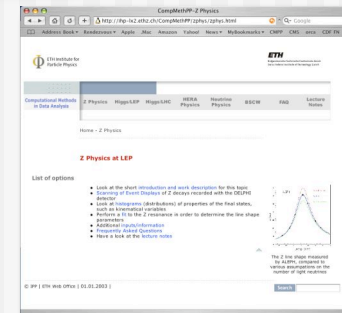 CompMethPP-Z Physics
http://ihp-lx2.ethz.ch/CompMethPP/zphys/zphys.html
Google
Address Book Rendezvous Apple .Mac Amazon Yahoo! News MyBookmarks CMPP CMS orca CDF FN
ETH Institute for
Particle Physics
ETH
Computational Methods
in Data Analysis
Z Physics Higgs/LEP Higgs/LHC HERA Physics Neutrino Physics BSCW FAQ Lecture Notes
Home - Z Physics
Z Physics at LEP
List of options
Look at the short introduction and work description for this topic
Scanning of Event Displays of Z decays recorded with the DELPHI
detector
Look at histograms (distributions) of properties of the final states,
such as kinematical variables
Perform a fit to the Z resonance in order to determine the line shape
parameters
Additional inputs/information
Frequently Asked Questions
Have a look of the lecture notes
The Z line shape measured
by ALEPH, compared to
various assumptions on the
number of light neutrinos
© IPP | ETH Web Office | 01.01.2003 |
Search